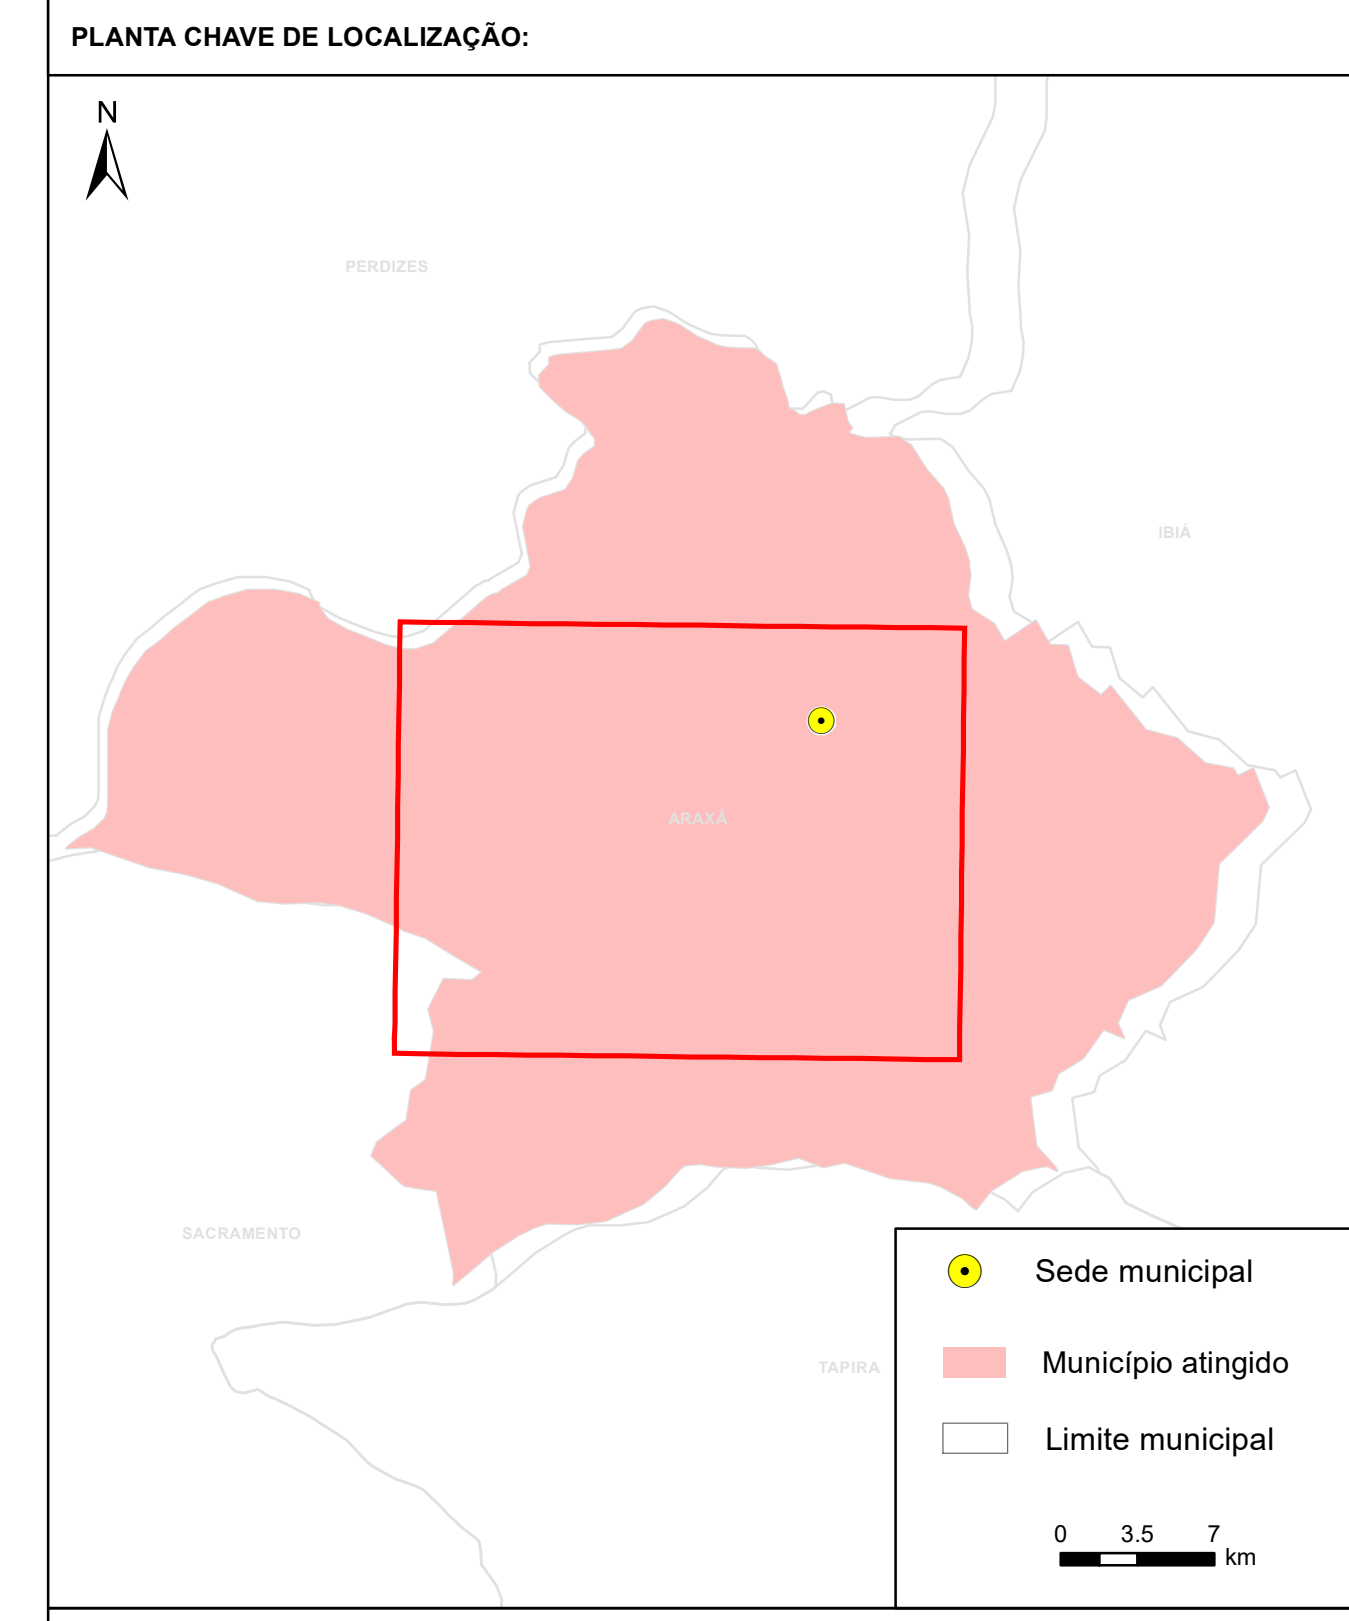 PLANTA CHAVE DE LOCALIZAÇÃO:
N
PERDIZES
IBIÁ
ARAXÁ
SACRAMENTO
TAPIRA
Sede municipal
Município atingido
Limite municipal
0 3.5 7
km